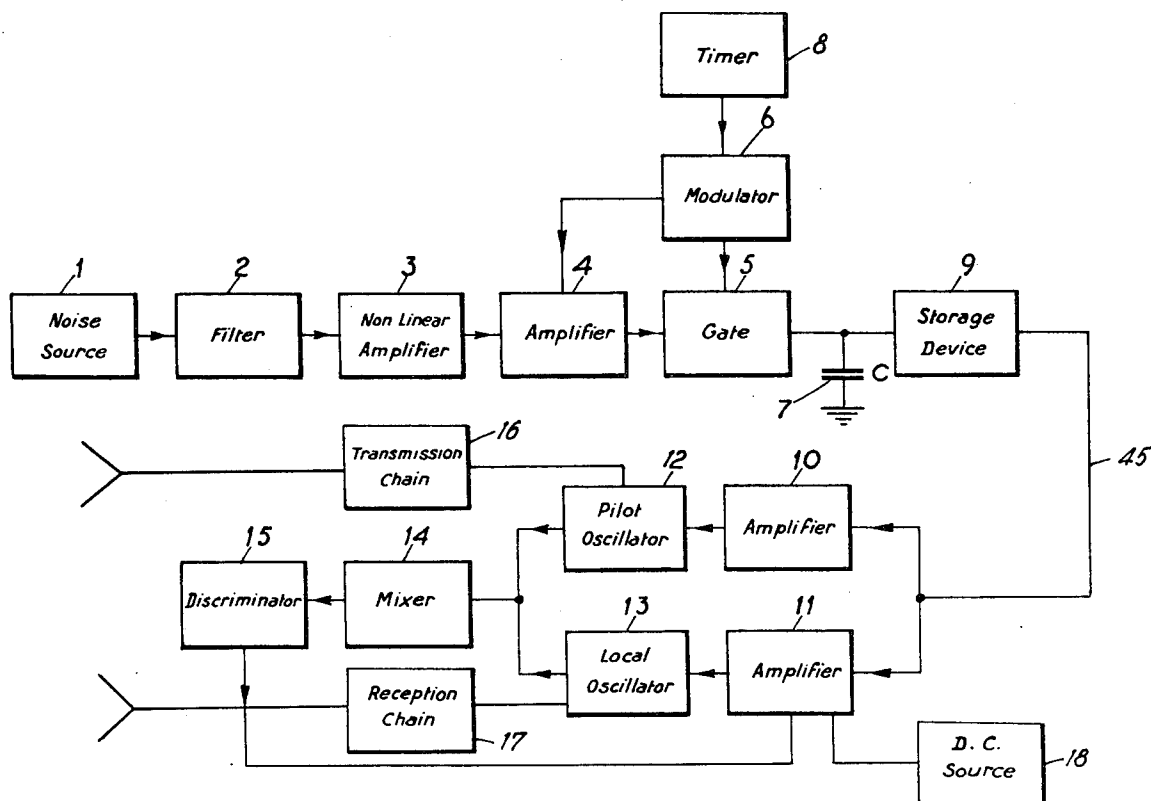 8
Timer
6
Modulator
1
Noise
Source
2
Filter
3
Non Linear
Amplifier
4
Amplifier
5
Gate
9
Storage
Device
7
C
16
Transmission
Chain
12
Pilot
Oscillator
10
Amplifier
45
15
Discriminator
14
Mixer
13
Local
Oscillator
11
Amplifier
Reception
Chain
17
D. C.
Source
18